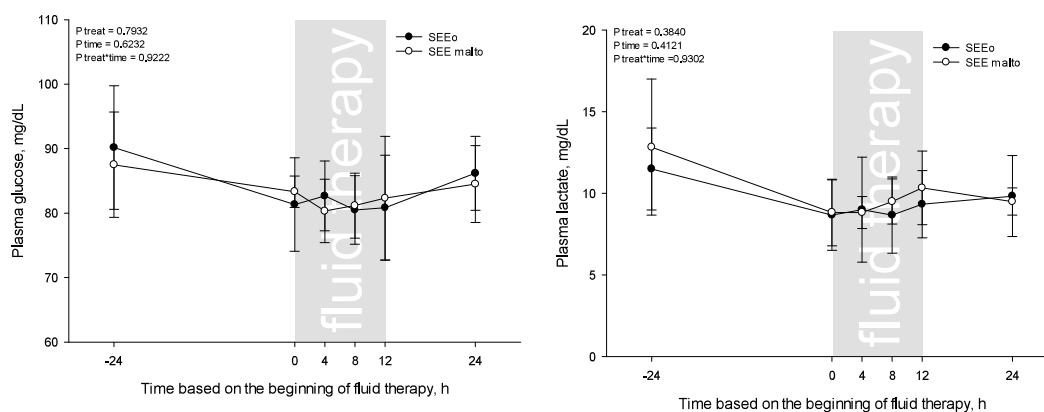 P treat = 0.7932
P time = 0.6232
P treat*time = 0.9222
SEEo
SEE malto
110
100
90
80
70
60
Plasma glucose, mg/dL
fluid therapy
-24
0
4
8
12
24
Time based on the beginning of fluid therapy, h
P treat = 0.3840
P time = 0.4121
P treat*time =0.9302
SEEo
SEE malto
20
15
10
5
0
Plasma lactate, mg/dL
fluid therapy
-24
0
4
8
12
24
Time based on the beginning of fluid therapy, h